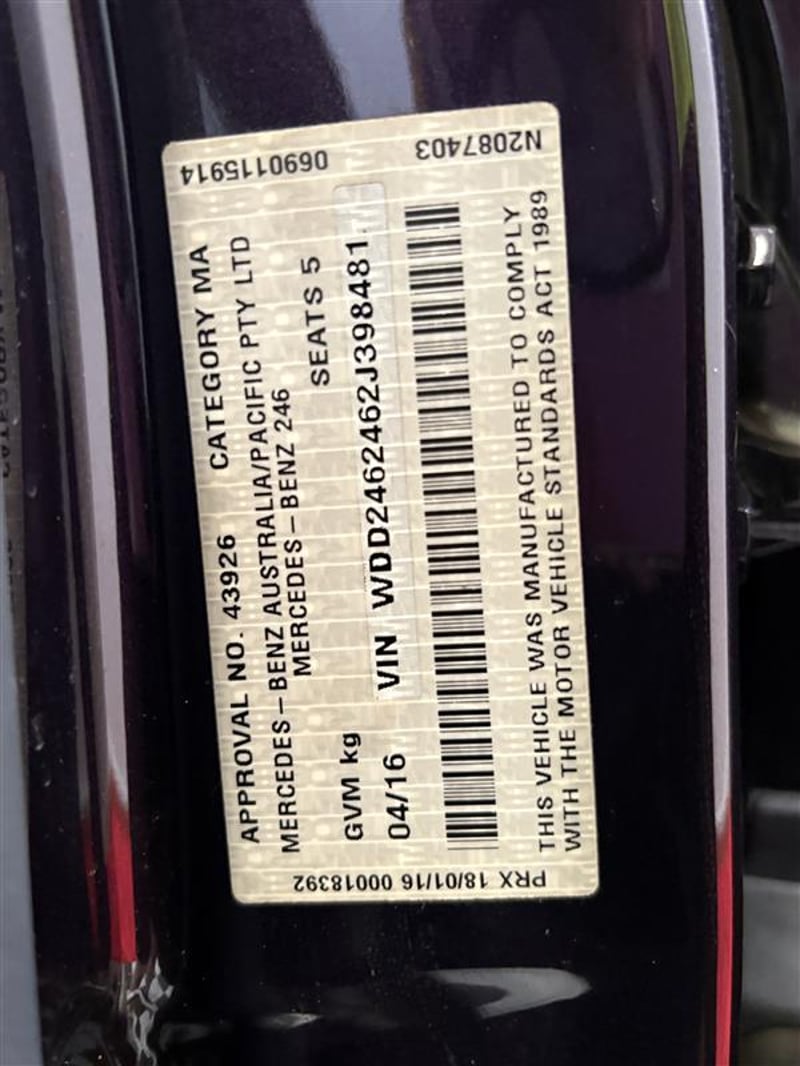 0690115914
N2087403
APPROVAL NO. 43926 CATEGORY MA
MERCEDES-BENZ AUSTRALIA/PACIFIC PTY LTD
MERCEDES-BENZ 246
GVM kg SEATS 5
04/16 VIN WDD2462462J398481
THIS VEHICLE WAS MANUFACTURED TO COMPLY
WITH THE MOTOR VEHICLE STANDARDS ACT 1989
PRX 18/01/16 00018392